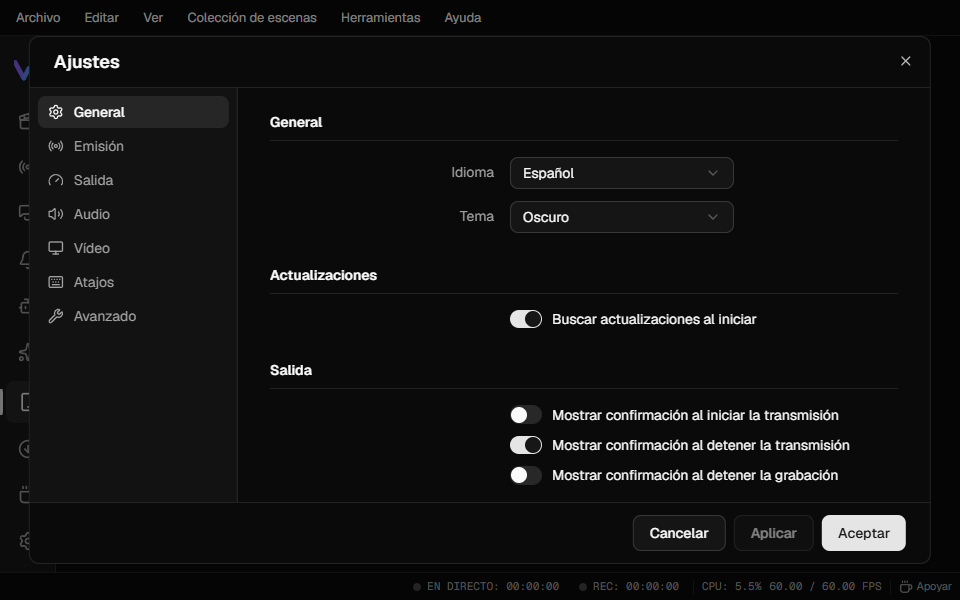 Archivo Editar Ver Colección de escenas Herramientas Ayuda
Ajustes
General
Emisión
Salida
Audio
Vídeo
Atajos
Avanzado
General
Idioma Español
Tema Oscuro
Actualizaciones
Buscar actualizaciones al iniciar
Salida
Mostrar confirmación al iniciar la transmisión
Mostrar confirmación al detener la transmisión
Mostrar confirmación al detener la grabación
Cancelar Aplicar Aceptar
EN DIRECTO: 00:00:00 REC: 00:00:00 CPU: 5.5% 60.00 / 60.00 FPS Apoyar